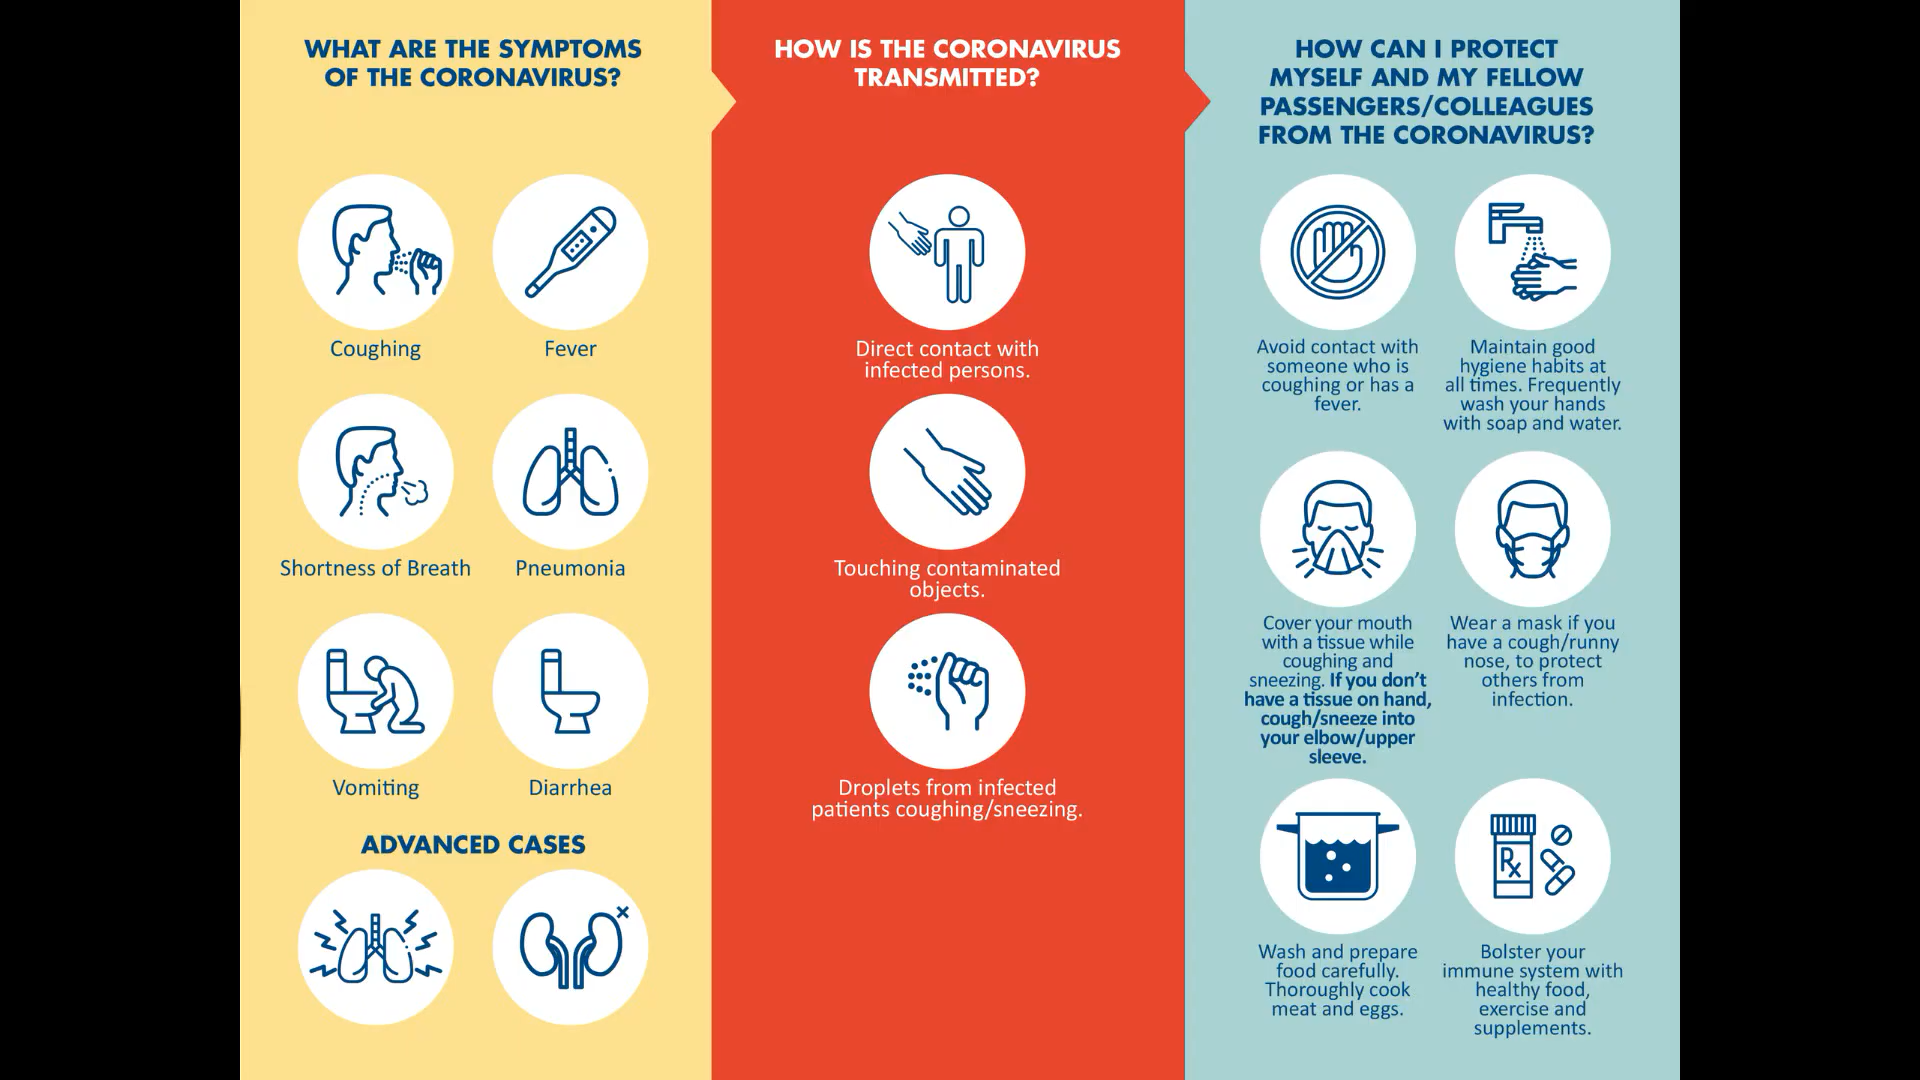 WHAT ARE THE SYMPTOMS
OF THE CORONAVIRUS?
Coughing
Fever
Shortness of Breath
Pneumonia
Vomiting
Diarrhea
ADVANCED CASES
HOW IS THE CORONAVIRUS
TRANSMITTED?
Direct contact with
infected persons.
Touching contaminated
objects.
Droplets from infected
patients coughing/sneezing.
HOW CAN I PROTECT
MYSELF AND MY FELLOW
PASSENGERS/COLLEAGUES
FROM THE CORONAVIRUS?
Avoid contact with
someone who is
coughing or has a
fever.
Maintain good
hygiene habits at
all times. Frequently
wash your hands
with soap and water.
Cover your mouth
with a tissue while
coughing and
sneezing. If you don't
have a tissue on hand,
cough/sneeze into
your elbow/upper
sleeve.
Wear a mask if you
have a cough/runny
nose, to protect
others from
infection.
Wash and prepare
food carefully.
Thoroughly cook
meat and eggs.
Rx
Bolster your
immune system with
healthy food,
exercise and
supplements.